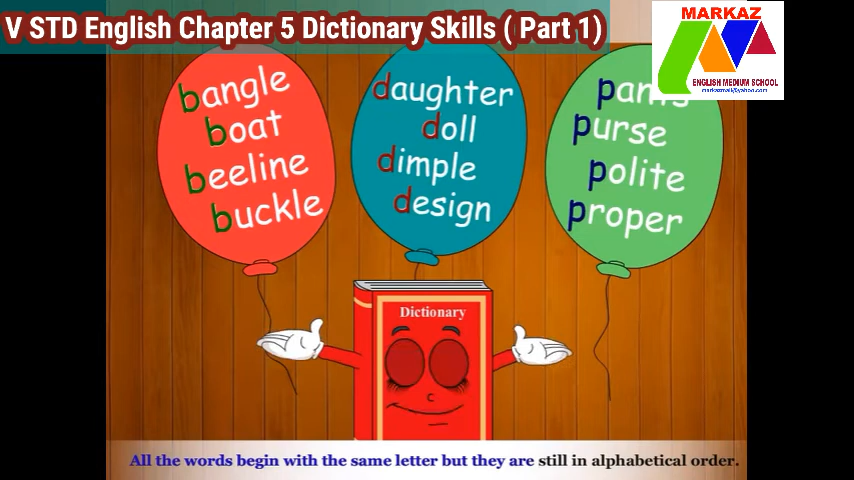 V STD English Chapter 5 Dictionary Skills ( Part 1)
MARKAZ
ENGLISH MEDIUM SCHOOL
bangle
boat
beeline
buckle
daughter
doll
dimple
design
pants
purse
polite
proper
Dictionary
All the words begin with the same letter but they are still in alphabetical order.